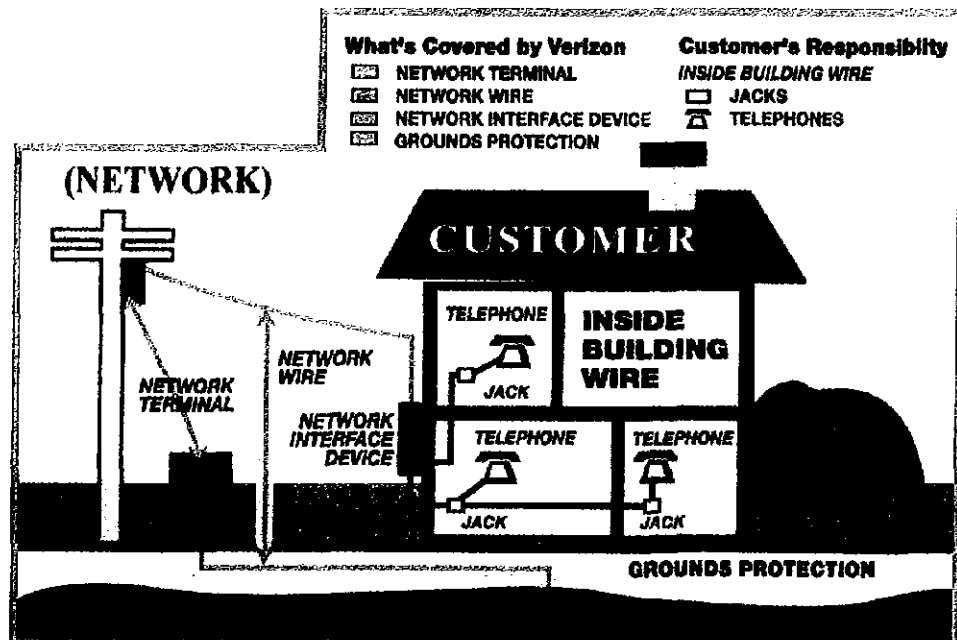 What's Covered by Verizon
NETWORK TERMINAL
NETWORK WIRE
NETWORK INTERFACE DEVICE
GROUNDS PROTECTION
Customer's Responsibilty
INSIDE BUILDING WIRE
JACKS
TELEPHONES
(NETWORK)
CUSTOMER
TELEPHONE
INSIDE
BUILDING
WIRE
JACK
NETWORK
WIRE
NETWORK
TERMINAL
NETWORK
INTERFACE
DEVICE
TELEPHONE
TELEPHONE
JACK
JACK
GROUNDS PROTECTION